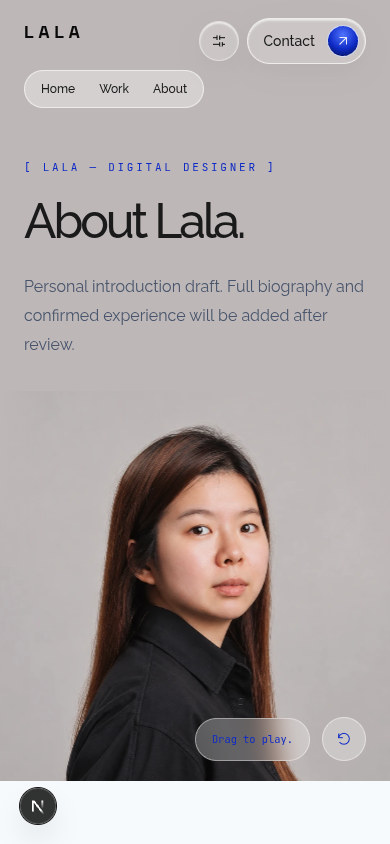 LALA
Contact
Home Work About
[ LALA — DIGITAL DESIGNER ]
About Lala.
Personal introduction draft. Full biography and
confirmed experience will be added after
review.
Drag to play.
N